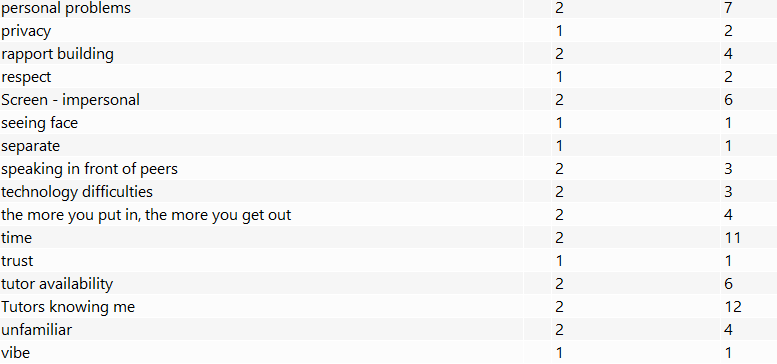 personal problems 2 7
privacy 1 2
rapport building 2 4
respect 1 2
Screen - impersonal 2 6
seeing face 1 1
separate 1 1
speaking in front of peers 2 3
technology difficulties 2 3
the more you put in, the more you get out 2 4
time 2 11
trust 1 1
tutor availability 2 6
Tutors knowing me 2 12
unfamiliar 2 4
vibe 1 1